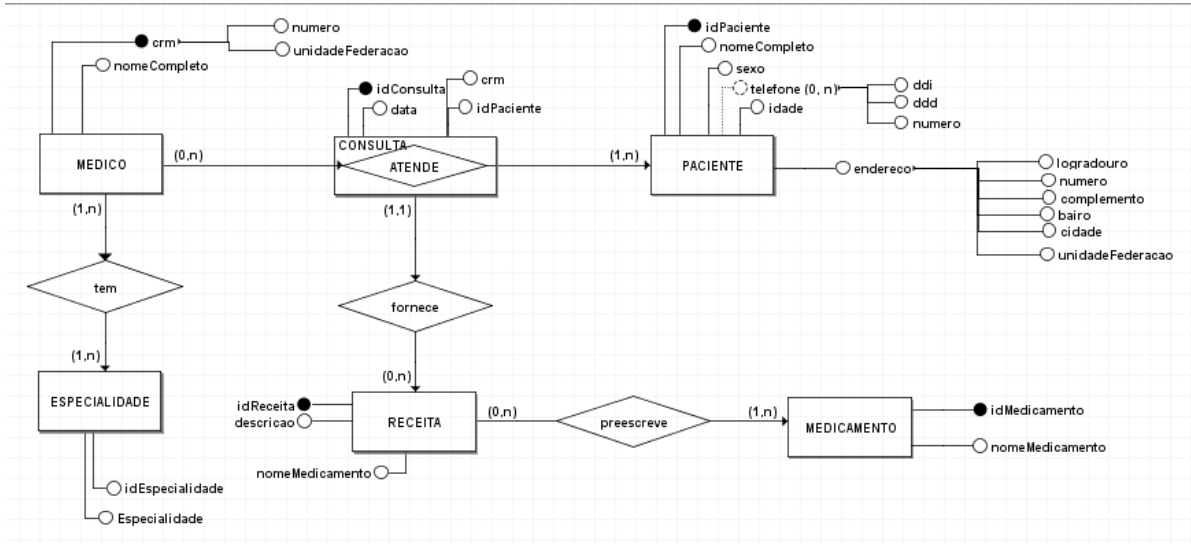 crm
numero
unidadeFederacao
nomeCompleto
idConsulta
data
crm
idPaciente
idPaciente
nomeCompleto
sexo
telefone (0, n)
ddi
ddd
numero
idade
MEDICO
(0,n)
CONSULTA
ATENDE
(1,n)
PACIENTE
endereco
logradouro
numero
complemento
bairo
cidade
unidadeFederacao
(1,n)
(1,1)
tem
fornece
(1,n)
(0,n)
ESPECIALIDADE
idReceita
descricao
RECEITA
(0,n)
preescreve
(1,n)
MEDICAMENTO
idMedicamento
nomeMedicamento
nomeMedicamento
idEspecialidade
Especialidade